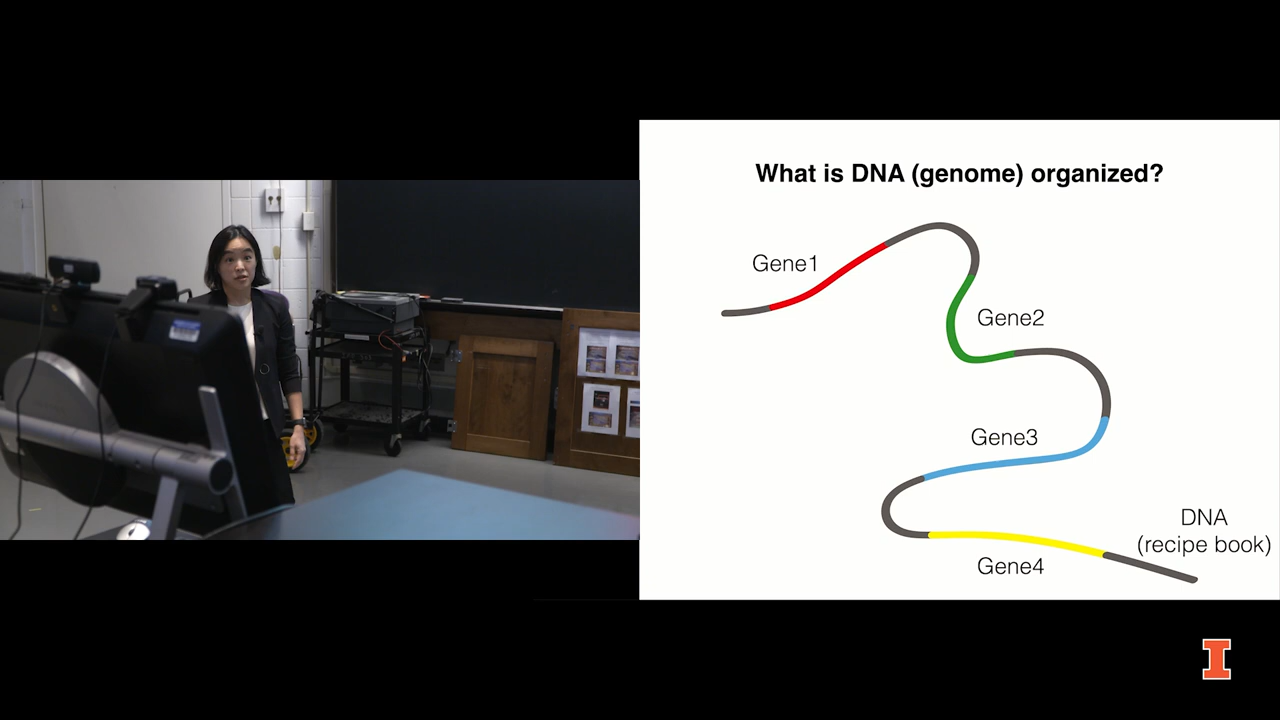 What is DNA (genome) organized?
Gene1
Gene2
Gene3
DNA
(recipe book)
Gene4
I